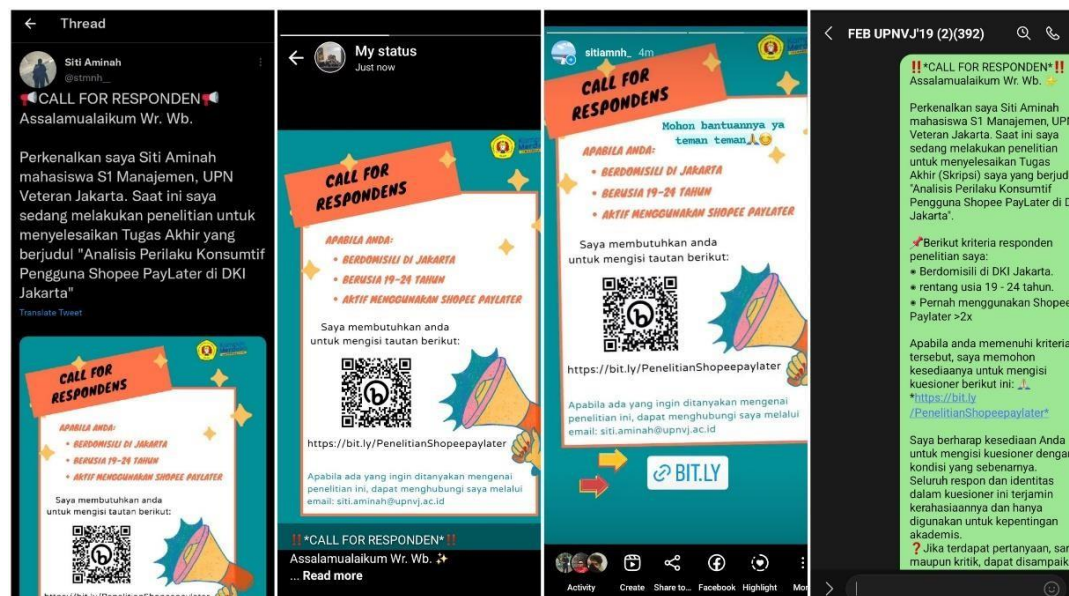 Thread
Siti Aminah
@stmnh_
CALL FOR RESPONDEN
Assalamualaikum Wr. Wb.
Perkenalkan saya Siti Aminah
mahasiswa S1 Manajemen, UPN
Veteran Jakarta. Saat ini saya
sedang melakukan penelitian untuk
menyelesaikan Tugas Akhir yang
berjudul "Analisis Perilaku Konsumtif
Pengguna Shopee PayLater di DKI
Jakarta"
Translate Tweet
CALL FOR
RESPONDENS
APABILA ANDA:
• BERDOMISILI DI JAKARTA
• BERUSIA 19-24 TAHUN
• AKTIF MENGGUNAKAN SHOPEE PAYLATER
Saya membutuhkan anda
untuk mengisi tautan berikut:
https://bit.ly/PenelitianShopeepaylater
My status
Just now
CALL FOR
RESPONDENS
APABILA ANDA:
• BERDOMISILI DI JAKARTA
• BERUSIA 19-24 TAHUN
• AKTIF MENGGUNAKAN SHOPEE PAYLATER
Saya membutuhkan anda
untuk mengisi tautan berikut:
https://bit.ly/PenelitianShopeepaylater
Apabila ada yang ingin ditanyakan mengenai
penelitian ini, dapat menghubungi saya melalui
email: siti.aminah@upnvj.ac.id
‼*CALL FOR RESPONDEN*‼
Assalamualaikum Wr. Wb. ✨
... Read more
sitiamnh_ 4m
CALL FOR
RESPONDENS
Mohon bantuannya ya
teman teman🙏😊
APABILA ANDA:
• BERDOMISILI DI JAKARTA
• BERUSIA 19-24 TAHUN
• AKTIF MENGGUNAKAN SHOPEE PAYLATER
Saya membutuhkan anda
untuk mengisi tautan berikut:
https://bit.ly/PenelitianShopeepaylater
Apabila ada yang ingin ditanyakan mengenai
penelitian ini, dapat menghubungi saya melalui
email: siti.aminah@upnvj.ac.id
BIT.LY
Activity Create Share to... Facebook Highlight
FEB UPNVJ'19 (2)(392)
‼*CALL FOR RESPONDEN*‼
Assalamualaikum Wr. Wb.
Perkenalkan saya Siti Aminah
mahasiswa S1 Manajemen, UPN
Veteran Jakarta. Saat ini saya
sedang melakukan penelitian
untuk menyelesaikan Tugas
Akhir (Skripsi) saya yang berjudul
"Analisis Perilaku Konsumtif
Pengguna Shopee PayLater di
Jakarta".
📌Berikut kriteria responden
penelitian saya:
* Berdomisili di DKI Jakarta.
* rentang usia 19 - 24 tahun.
* Pernah menggunakan Shopee
Paylater >2x
Apabila anda memenuhi kriteria
tersebut, saya memohon
kesediaanya untuk mengisi
kuesioner berikut ini: 🙏
*https://bit.ly
/PenelitianShopeepaylater*
Saya berharap kesediaan Anda
untuk mengisi kuesioner dengan
kondisi yang sebenarnya.
Seluruh respon dan identitas
dalam kuesioner ini terjamin
kerahasiaannya dan hanya
digunakan untuk kepentingan
akademis.
❓Jika terdapat pertanyaan,
maupun kritik, dapat